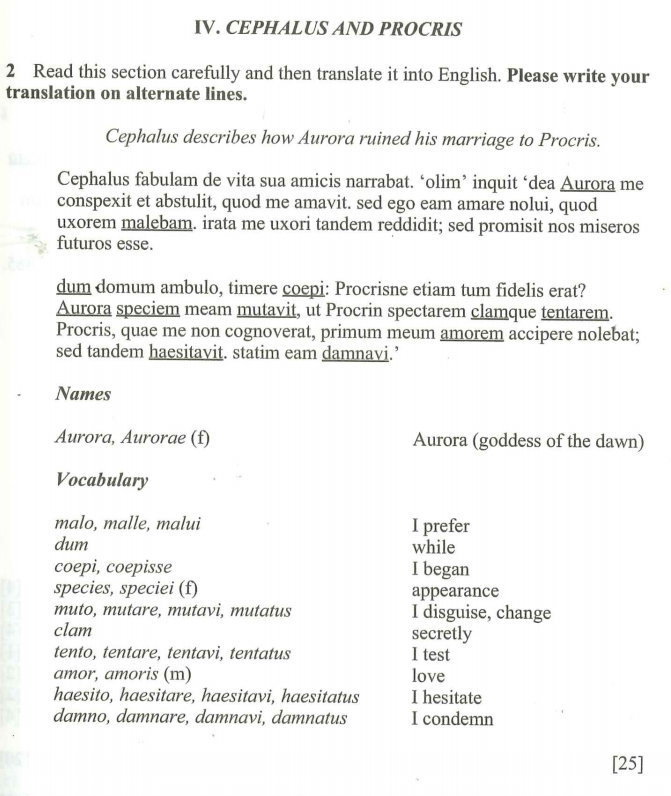 IV. CEPHALUS AND PROCRIS
2 Read this section carefully and then translate it into English. Please write your
translation on alternate lines.
Cephalus describes how Aurora ruined his marriage to Procris.
Cephalus fabulam de vita sua amicis narrabat. ‘olim’ inquit ‘dea Aurora me
conspexit et abstulit, quod me amavit. sed ego eam amare nolui, quod
uxorem malebam. irata me uxori tandem reddidit; sed promisit nos miseros
futuros esse.
dum domum ambulo, timere coepi: Procrisne etiam tum fidelis erat?
Aurora speciem meam mutavit, ut Procrin spectarem clamque tentarem.
Procris, quae me non cognoverat, primum meum amorem accipere nolebat;
sed tandem haesitavit. statim eam damnavi.’
Names
Aurora, Aurorae (f) Aurora (goddess of the dawn)
Vocabulary
malo, malle, malui I prefer
dum while
coepi, coepisse I began
species, speciei (f) appearance
muto, mutare, mutavi, mutatus I disguise, change
clam secretly
tento, tentare, tentavi, tentatus I test
amor, amoris (m) love
haesito, haesitare, haesitavi, haesitatus I hesitate
damno, damnare, damnavi, damnatus I condemn
[25]